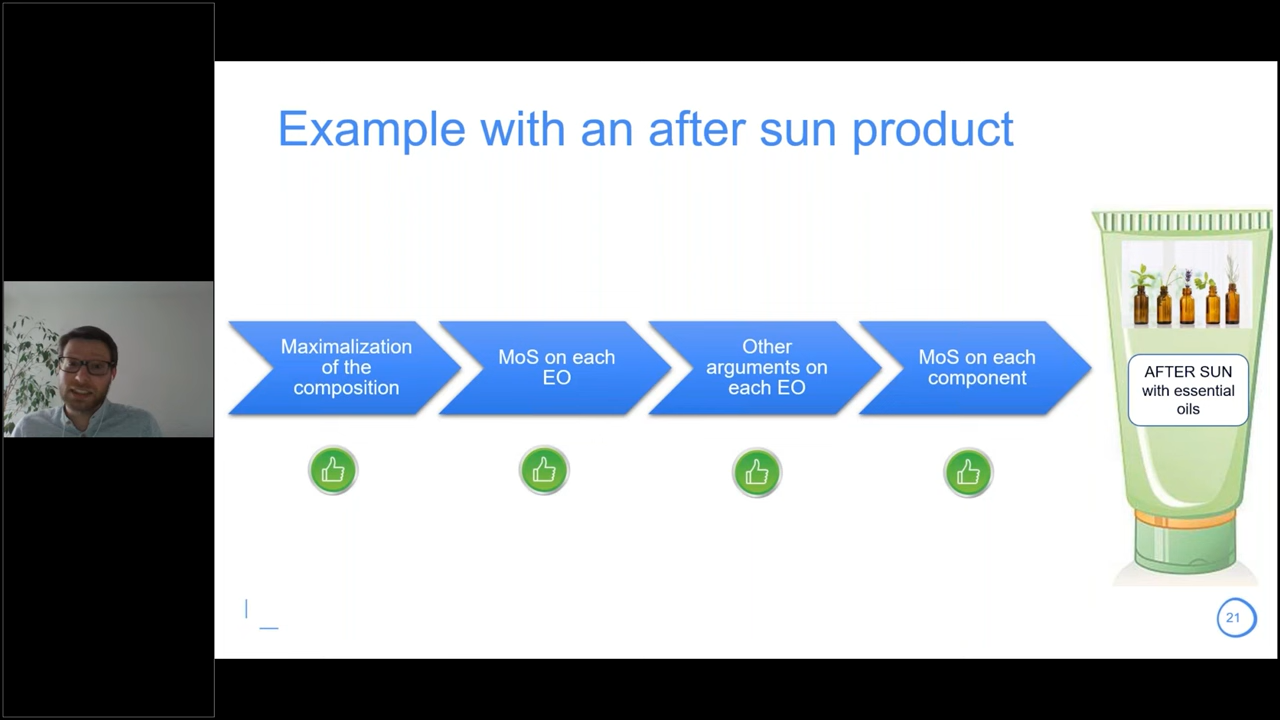 Example with an after sun product
Maximalization
of the
composition
MoS on each
EO
Other
arguments on
each EO
MoS on each
component
AFTER SUN
with essential
oils
21